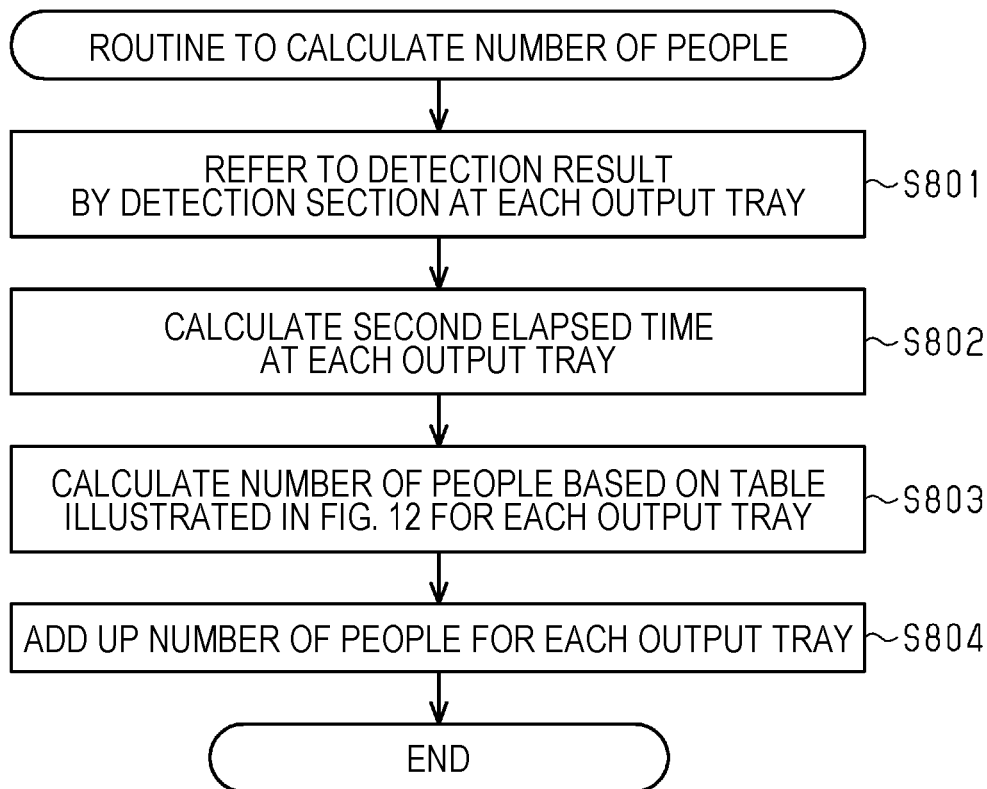 ROUTINE TO CALCULATE NUMBER OF PEOPLE
REFER TO DETECTION RESULT
BY DETECTION SECTION AT EACH OUTPUT TRAY
S801
CALCULATE SECOND ELAPSED TIME
AT EACH OUTPUT TRAY
S802
CALCULATE NUMBER OF PEOPLE BASED ON TABLE
ILLUSTRATED IN FIG. 12 FOR EACH OUTPUT TRAY
S803
ADD UP NUMBER OF PEOPLE FOR EACH OUTPUT TRAY
S804
END